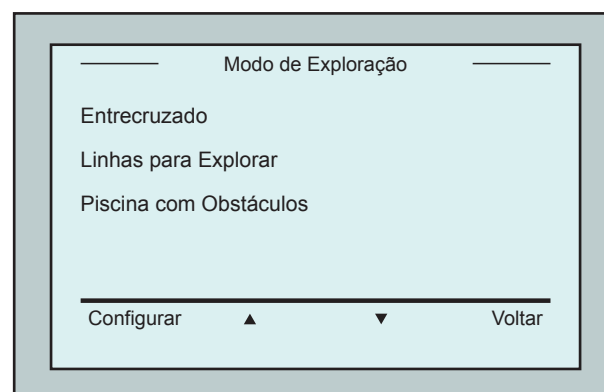 Modo de Exploração
Entrecruzado
Linhas para Explorar
Piscina com Obstáculos
Configurar ▲ ▼ Voltar